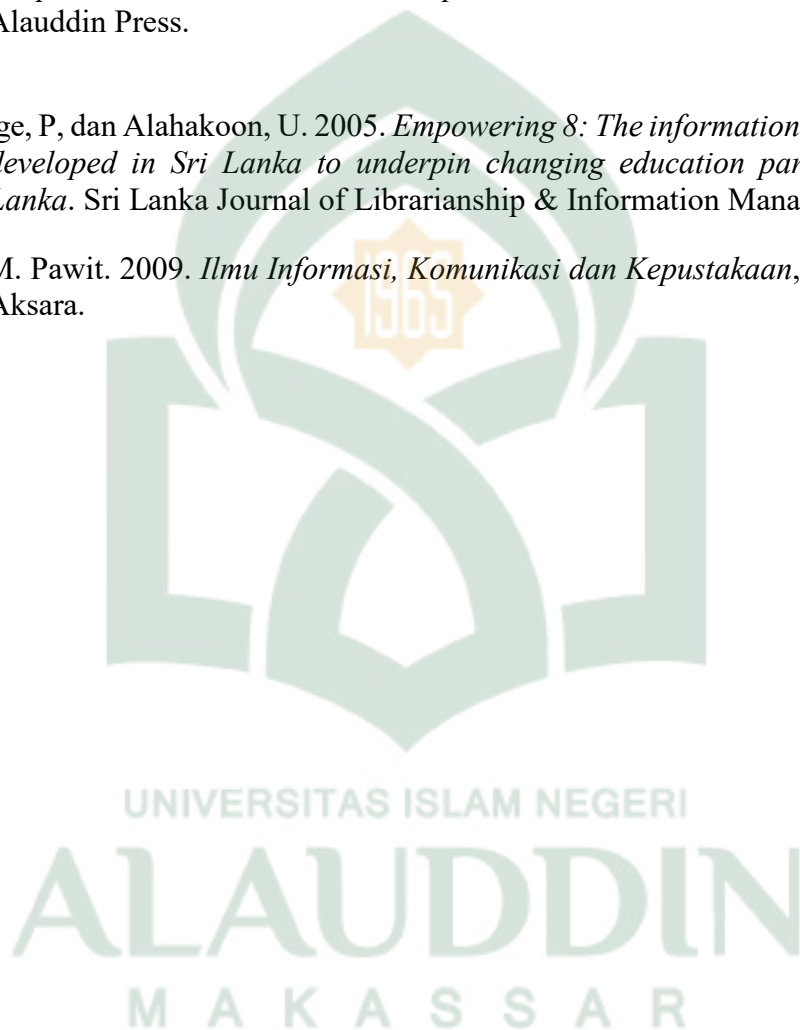 Alauddin Press.
ge, P, dan Alahakoon, U. 2005. Empowering 8: The information
developed in Sri Lanka to underpin changing education par
Lanka. Sri Lanka Journal of Librarianship & Information Mana
M. Pawit. 2009. Ilmu Informasi, Komunikasi dan Kepustakaan,
Aksara.
1965
UNIVERSITAS ISLAM NEGERI
ALAUDDIN
MAKASSAR